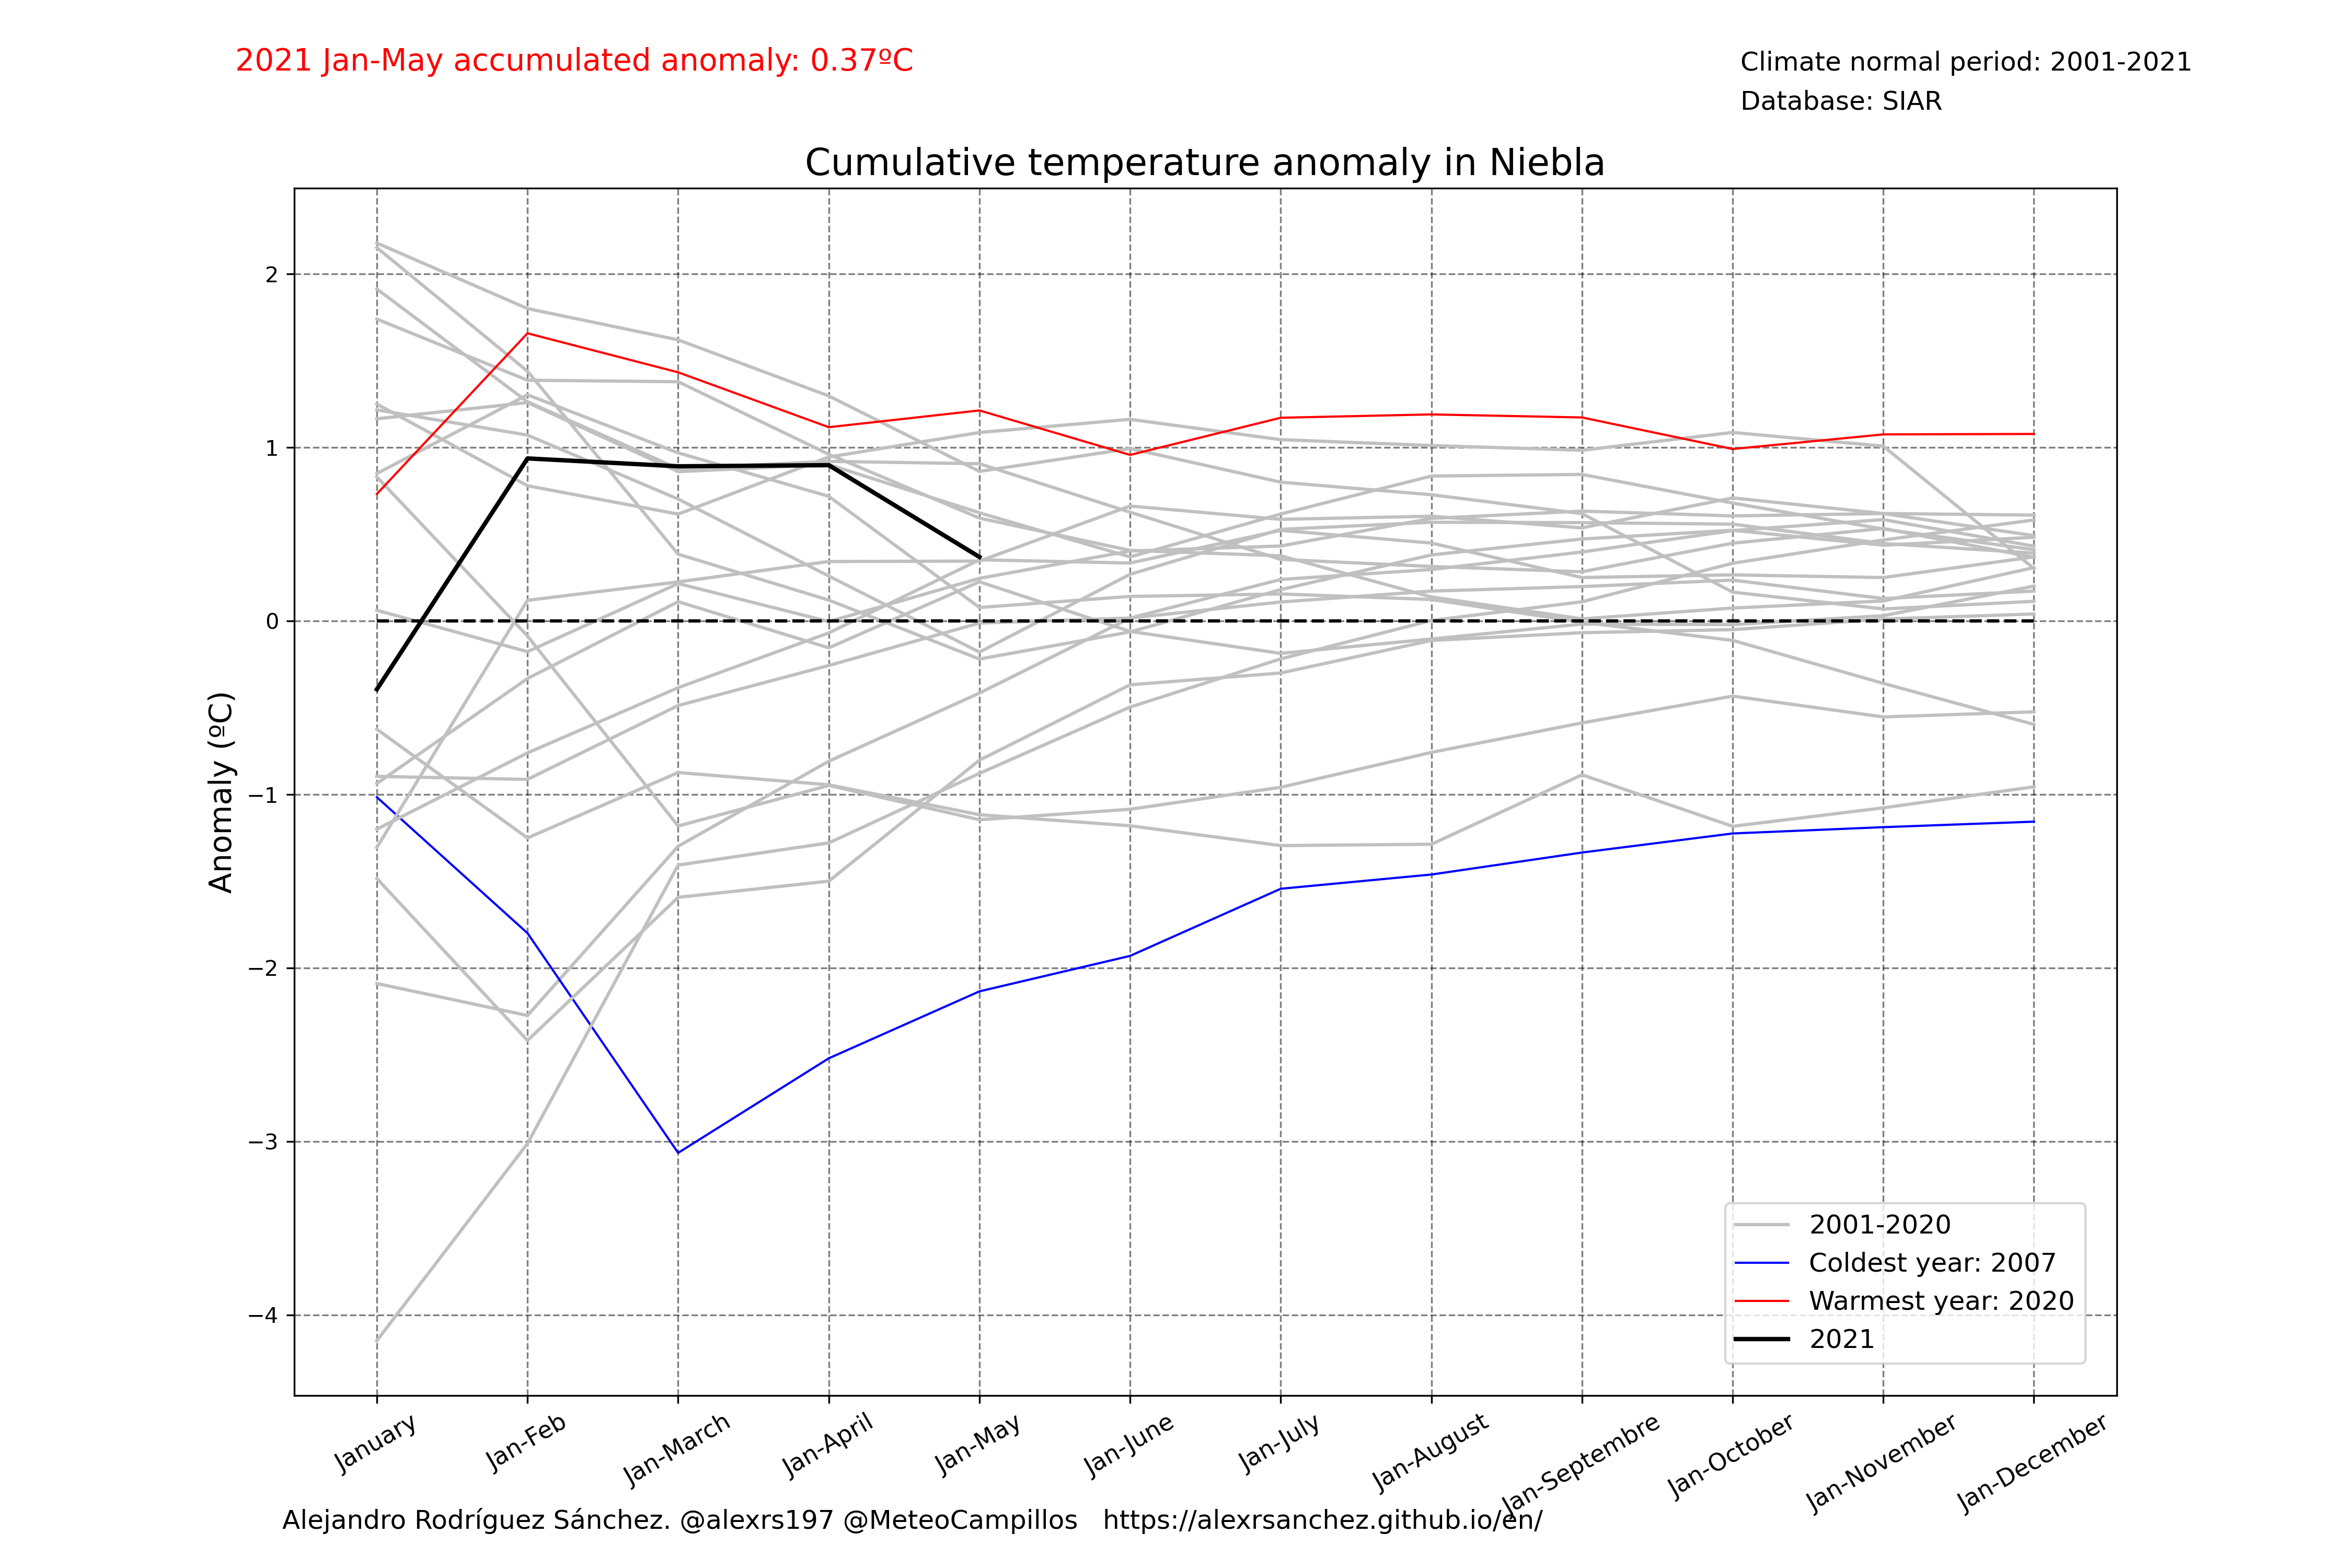 2021 Jan-May accumulated anomaly: 0.37ºC
Climate normal period: 2001-2021
Database: SIAR
Cumulative temperature anomaly in Niebla
Anomaly (ºC)
2
1
0
−1
−2
−3
−4
2001-2020
Coldest year: 2007
Warmest year: 2020
2021
January
Jan-Feb
Jan-March
Jan-April
Jan-May
Jan-June
Jan-July
Jan-August
Jan-Septembre
Jan-October
Jan-November
Jan-December
Alejandro Rodríguez Sánchez. @alexrs197 @MeteoCampillos https://alexrsanchez.github.io/en/